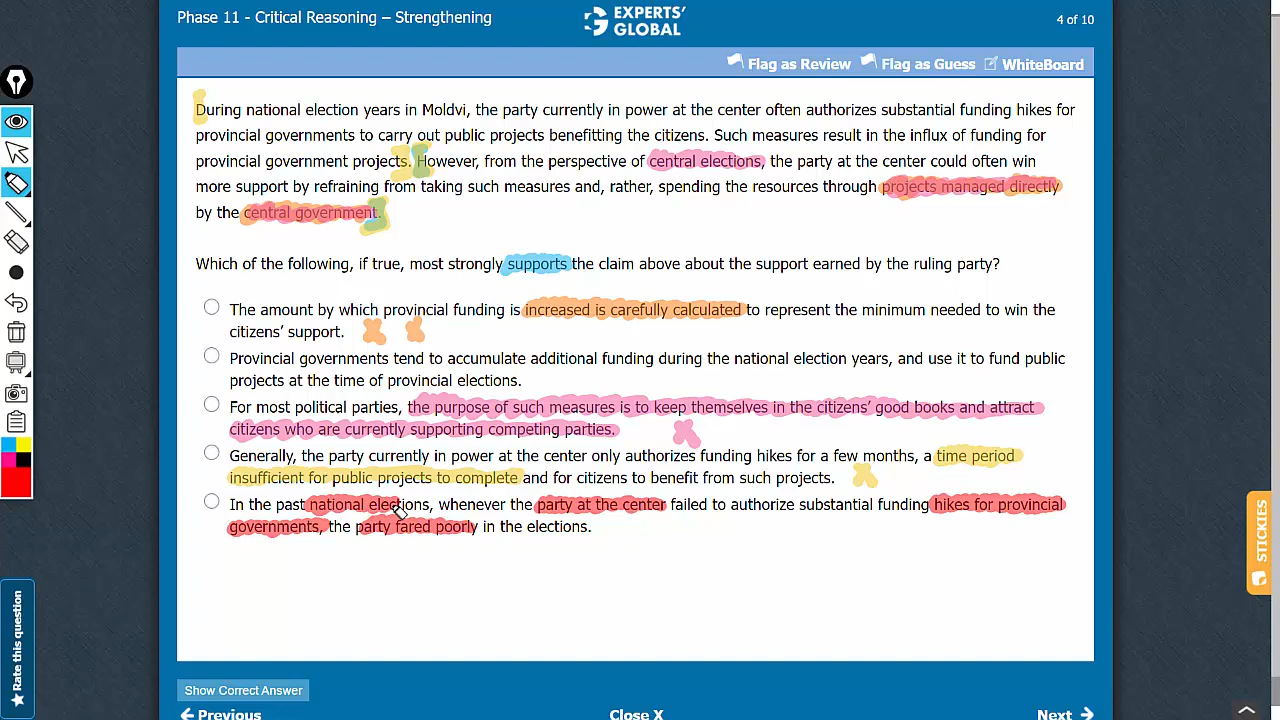 Phase 11 - Critical Reasoning – Strengthening
EXPERTS'
GLOBAL
4 of 10
Flag as Review
Flag as Guess
WhiteBoard
During national election years in Moldvi, the party currently in power at the center often authorizes substantial funding hikes for
provincial governments to carry out public projects benefitting the citizens. Such measures result in the influx of funding for
provincial government projects. However, from the perspective of central elections, the party at the center could often win
more support by refraining from taking such measures and, rather, spending the resources through projects managed directly
by the central government.
Which of the following, if true, most strongly supports the claim above about the support earned by the ruling party?
The amount by which provincial funding is increased is carefully calculated to represent the minimum needed to win the
citizens' support.
Provincial governments tend to accumulate additional funding during the national election years, and use it to fund public
projects at the time of provincial elections.
For most political parties, the purpose of such measures is to keep themselves in the citizens' good books and attract
citizens who are currently supporting competing parties.
Generally, the party currently in power at the center only authorizes funding hikes for a few months, a time period
insufficient for public projects to complete and for citizens to benefit from such projects.
In the past national elections, whenever the party at the center failed to authorize substantial funding hikes for provincial
governments, the party fared poorly in the elections.
STICKIES
Rate this question
Show Correct Answer
Previous
Close X
Next